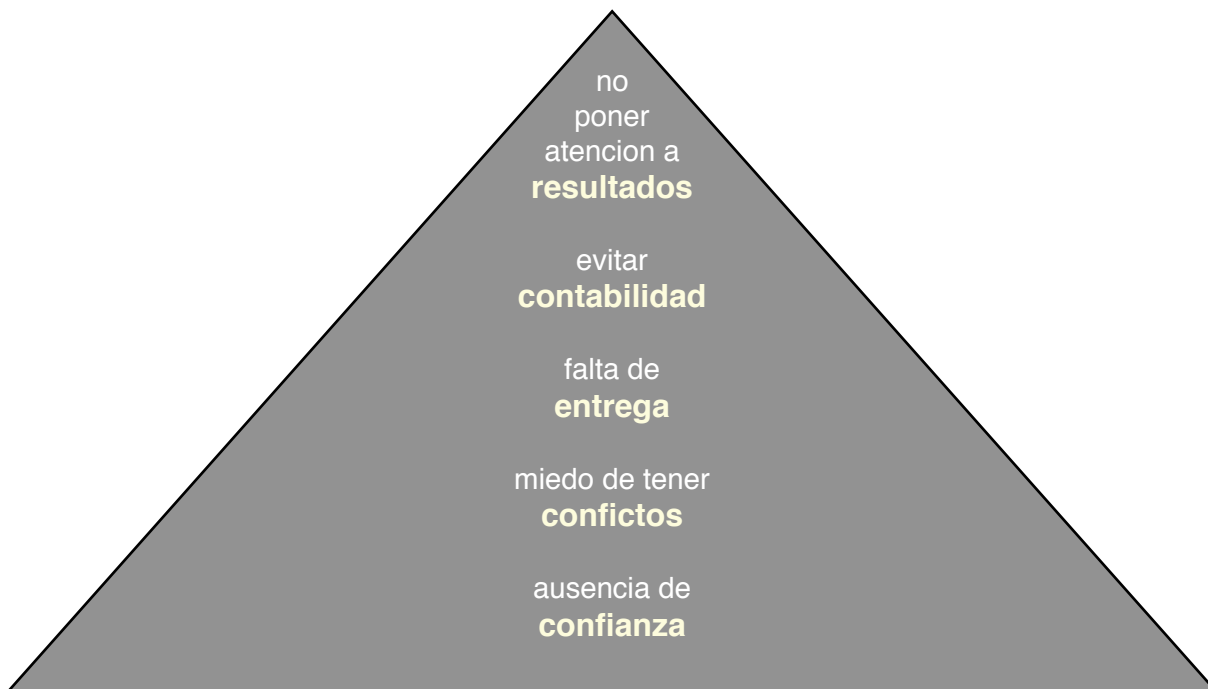 no
poner
atencion a
resultados
evitar
contabilidad
falta de
entrega
miedo de tener
confictos
ausencia de
confianza